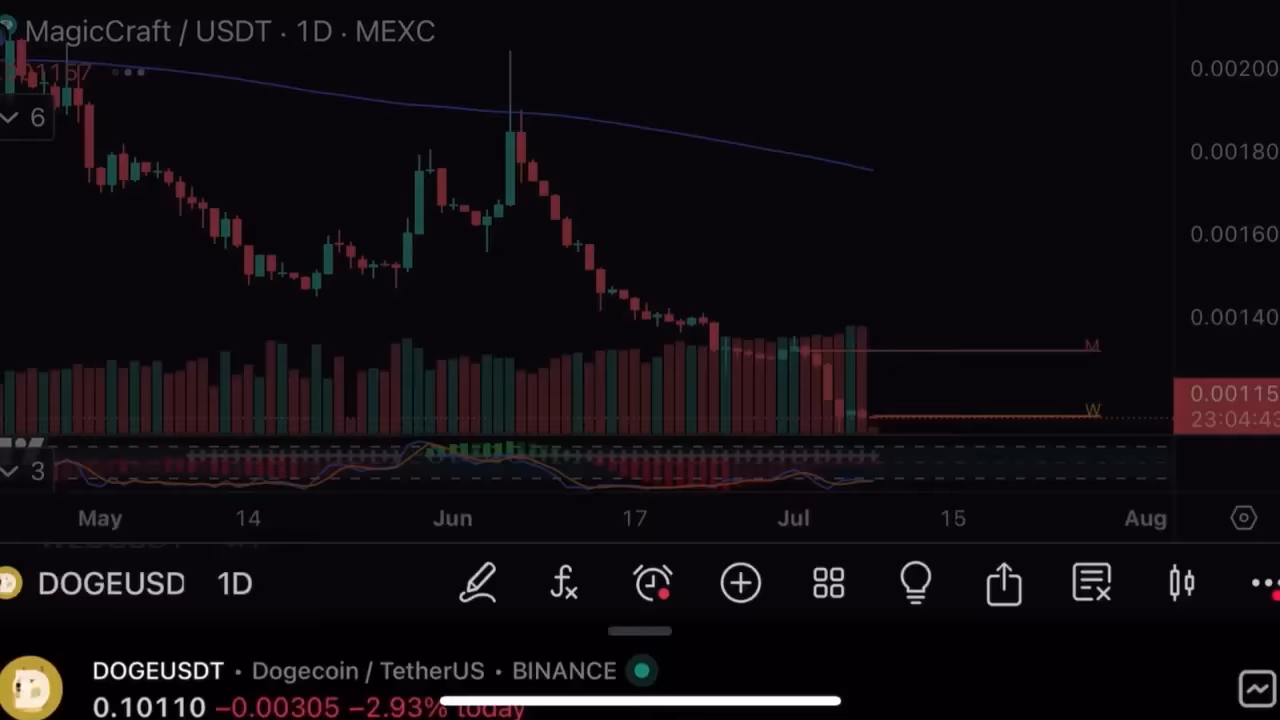 MagicCraft / USDT · 1D · MEXC
0.00200
6
0.00180
0.00160
0.00140
M
0.00115
W
23:04:43
3
May 14 Jun 17 Jul 15 Aug
DOGEUSD 1D
DOGEUSDT · Dogecoin / TetherUS · BINANCE
0.10110 −0.00305 −2.93% today